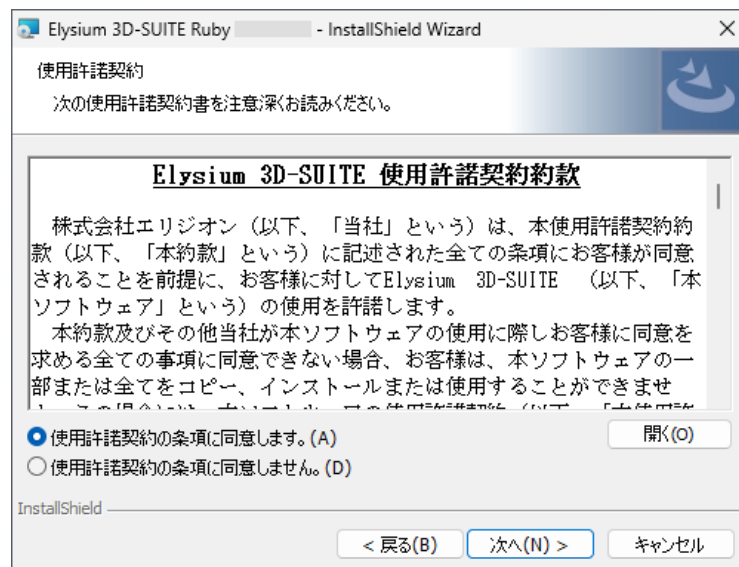 Elysium 3D-SUITE Ruby - InstallShield Wizard
使用許諾契約
次の使用許諾契約書を注意深くお読みください。
Elysium 3D-SUITE 使用許諾契約約款
株式会社エリジオン（以下、「当社」という）は、本使用許諾契約約
款（以下、「本約款」という）に記述された全ての条項にお客様が同意
されることを前提に、お客様に対してElysium 3D-SUITE （以下、「本
ソフトウェア」という）の使用を許諾します。
本約款及びその他当社が本ソフトウェアの使用に際しお客様に同意を
求める全ての事項に同意できない場合、お客様は、本ソフトウェアの一
部または全てをコピー、インストールまたは使用することができませ
使用許諾契約の条項に同意します。(A)
開く(O)
使用許諾契約の条項に同意しません。(D)
InstallShield
< 戻る(B)
次へ(N) >
キャンセル